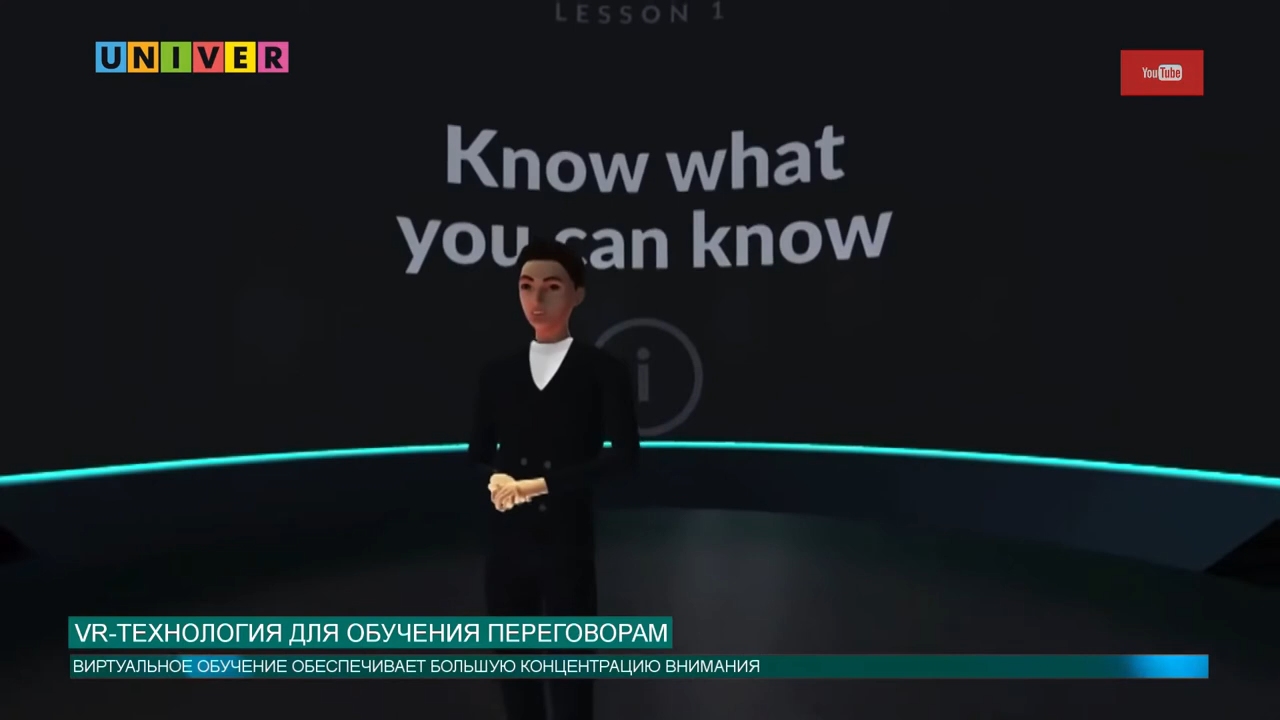 LESSON 1
UNIVER
YouTube
Know what
you can know
i
VR-ТЕХНОЛОГИЯ ДЛЯ ОБУЧЕНИЯ ПЕРЕГОВОРАМ
ВИРТУАЛЬНОЕ ОБУЧЕНИЕ ОБЕСПЕЧИВАЕТ БОЛЬШУЮ КОНЦЕНТРАЦИЮ ВНИМАНИЯ